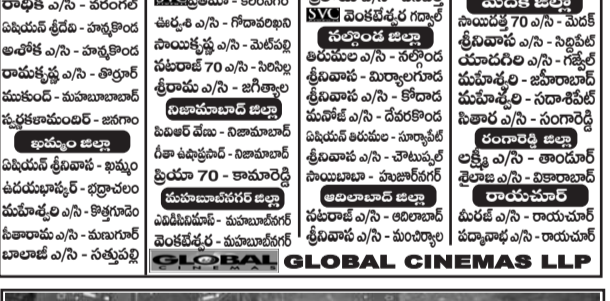 రాధిక ఎ/సి - వరంగల్
ఏషియన్ శ్రీదేవి - హన్మకొండ
అశోక ఎ/సి - హన్మకొండ
రామకృష్ణ ఎ/సి - తొర్రూర్
ముకుంద్ - మహబూబాబాద్
స్వర్ణకళామందిర్ - జనగాం
ఖమ్మం జిల్లా
ఏషియన్ శ్రీనివాస - ఖమ్మం
ఉదయభాస్కర్ - భద్రాచలం
మహేశ్వరి ఎ/సి - కొత్తగూడెం
సీతారామ ఎ/సి - మణుగూర్
బాలాజీ ఎ/సి - సత్తుపల్లి
ఊర్వశి ఎ/సి - గోదావరిఖని
సాయికృష్ణ ఎ/సి - మెట్‌పల్లి
నటరాజ్ 70 ఎ/సి - సిరిసిల్ల
శ్రీరామ ఎ/సి - జగిత్యాల
నిజామాబాద్ జిల్లా
పివిఆర్ వేణు - నిజామాబాద్
గీతా ఉషాప్రసాద్ - నిజామాబాద్
ప్రియా 70 - కామారెడ్డి
మహబూబ్‌నగర్ జిల్లా
ఎవిడిసినిమాస్ - మహబూబ్‌నగర్
వెంకటేశ్వర - మహబూబ్‌నగర్
SVC వెంకటేశ్వర గద్వాల్
నల్గొండ జిల్లా
తిరుమల ఎ/సి - నల్గొండ
శ్రీనివాస - మిర్యాలగూడ
శ్రీనివాస ఎ/సి - కోదాడ
మనోజ్ ఎ/సి - దేవరకొండ
ఏషియన్ తిరుమల - సూర్యాపేట్
శ్రీనివాస ఎ/సి - చౌటుప్పల్
సాయిబాబా - హుజూర్‌నగర్
ఆదిలాబాద్ జిల్లా
నటరాజ్ ఎ/సి - ఆదిలాబాద్
శ్రీనివాస ఎ/సి - మంచిర్యాల
మెదక్ జిల్లా
సాయిదత్త 70 ఎ/సి - మెదక్
శ్రీనివాస ఎ/సి - సిద్దిపేట్
యాదగిరి ఎ/సి - గజ్వేల్
మహేశ్వరి - జహీరాబాద్
మహేశ్వరి - సదాశివపేట్
సితార ఎ/సి - సంగారెడ్డి
రంగారెడ్డి జిల్లా
లక్ష్మీ ఎ/సి - తాండూర్
శైలజ ఎ/సి - వికారాబాద్
రాయచూర్
మిరజ్ ఎ/సి - రాయచూర్
పద్మనాభ ఎ/సి - రాయచూర్
GLOBAL CINEMAS GLOBAL CINEMAS LLP